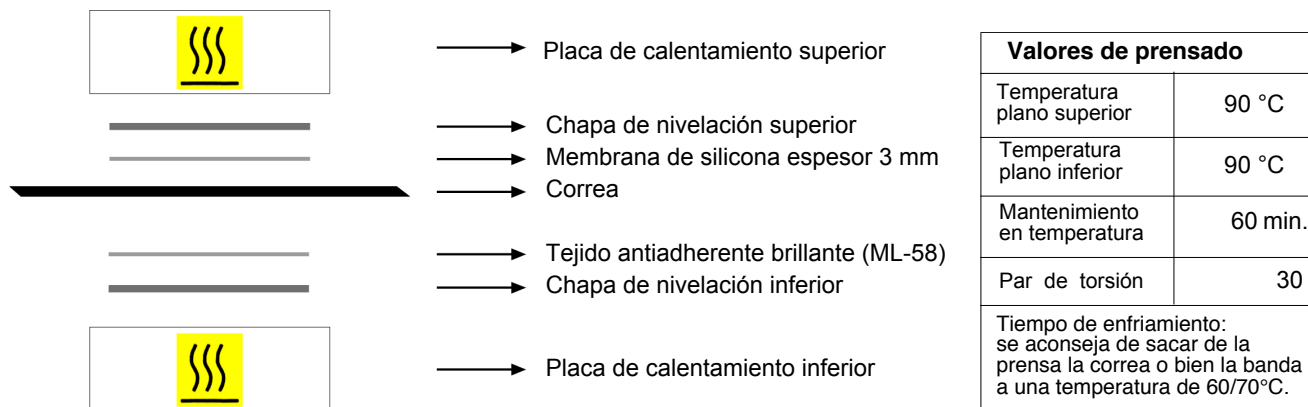 Placa de calentamiento superior
Chapa de nivelación superior
Membrana de silicona espesor 3 mm
Correa
Tejido antiadherente brillante (ML-58)
Chapa de nivelación inferior
Placa de calentamiento inferior
Valores de prensado
Temperatura
plano superior
90 °C
Temperatura
plano inferior
90 °C
Mantenimiento
en temperatura
60 min.
Par de torsión
30
Tiempo de enfriamiento:
se aconseja de sacar de la
prensa la correa o bien la banda
a una temperatura de 60/70°C.